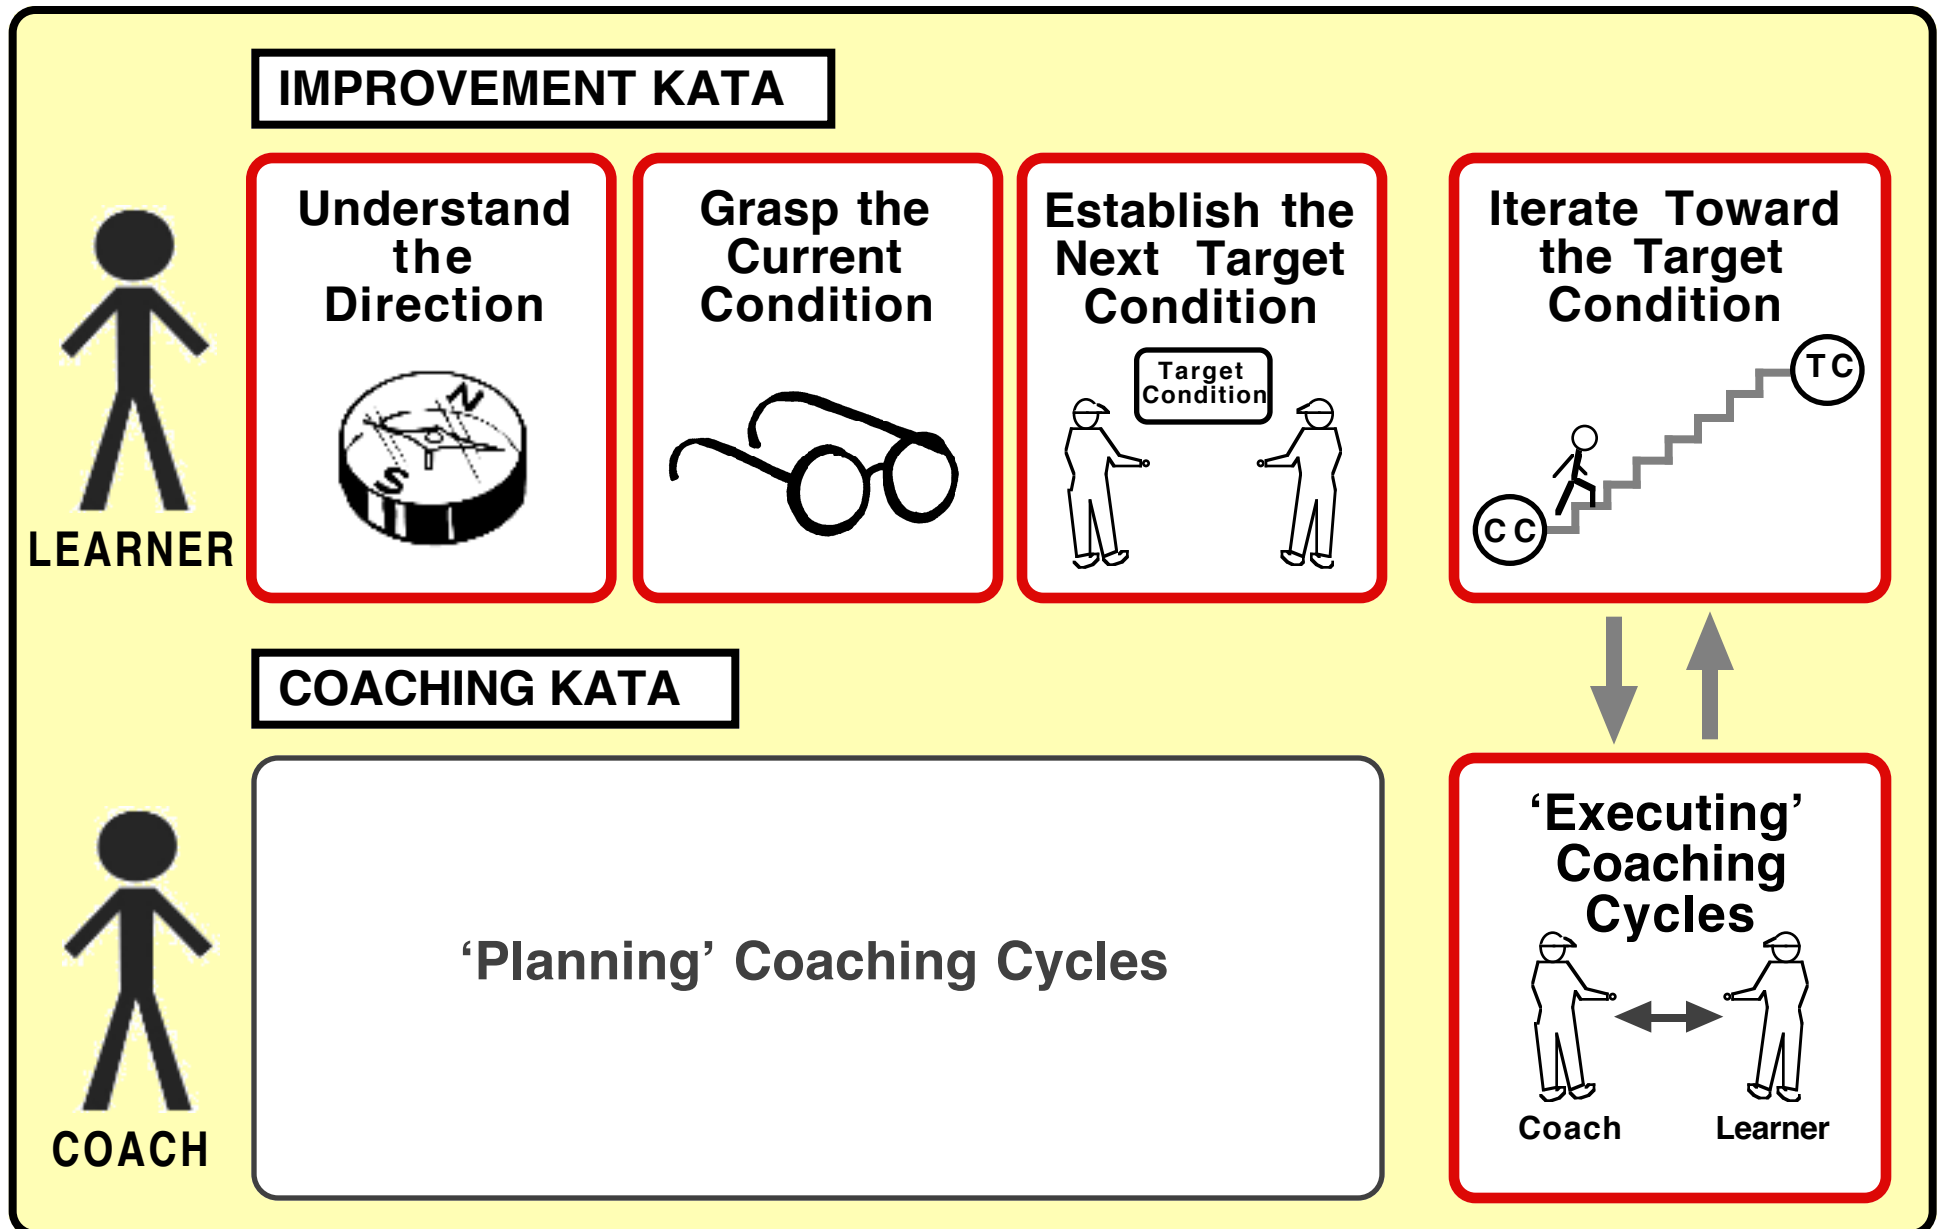 IMPROVEMENT KATA
Understand
the
Direction
N
S
Grasp the
Current
Condition
Establish the
Next Target
Condition
Target
Condition
Iterate Toward
the Target
Condition
TC
CC
LEARNER
COACHING KATA
‘Planning’ Coaching Cycles
‘Executing’
Coaching
Cycles
Coach
Learner
COACH